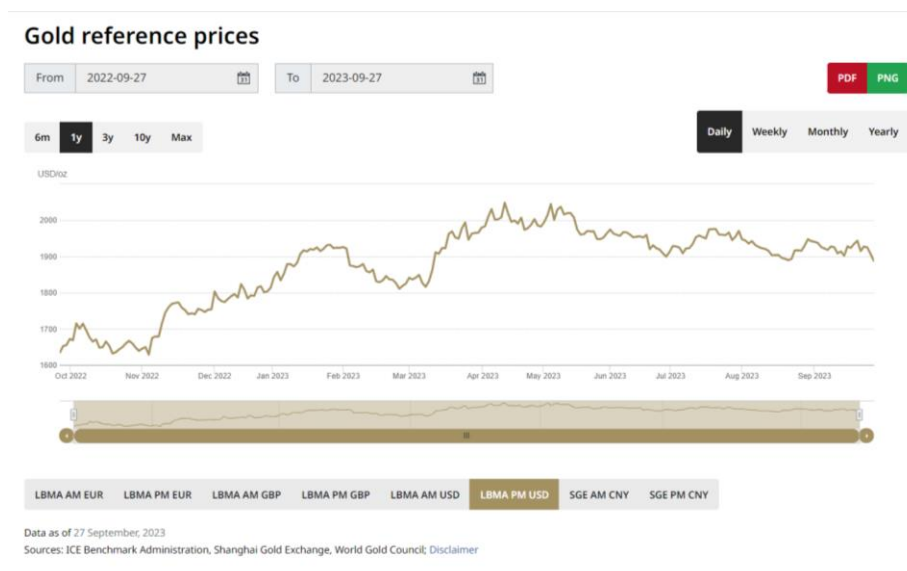 Gold reference prices
From 2022-09-27 To 2023-09-27 PDF PNG
6m 1y 3y 10y Max Daily Weekly Monthly Yearly
USD/oz
2000
1900
1800
1700
1600
Oct 2022 Nov 2022 Dec 2022 Jan 2023 Feb 2023 Mar 2023 Apr 2023 May 2023 Jun 2023 Jul 2023 Aug 2023 Sep 2023
LBMA AM EUR LBMA PM EUR LBMA AM GBP LBMA PM GBP LBMA AM USD LBMA PM USD SGE AM CNY SGE PM CNY
Data as of 27 September, 2023
Sources: ICE Benchmark Administration, Shanghai Gold Exchange, World Gold Council; Disclaimer